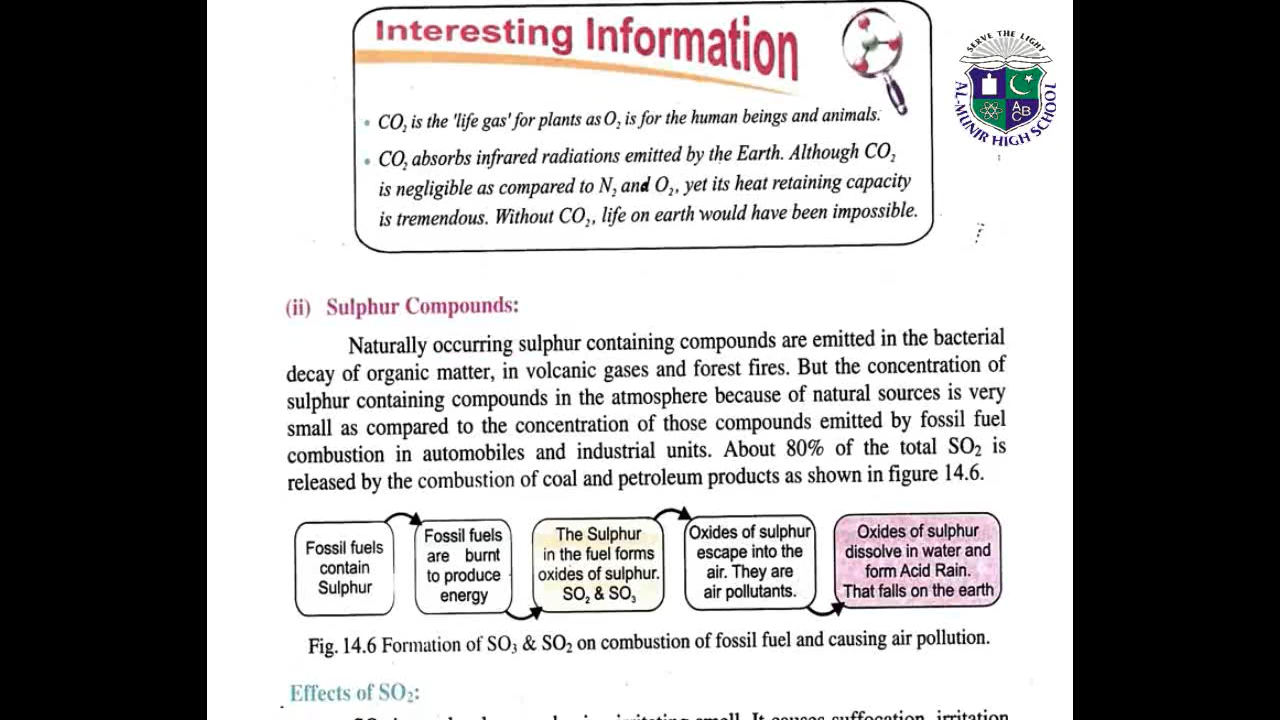 Interesting Information
SERVE THE LIGHT
AL-MUNIR HIGH SCHOOL
A B C
• CO₂ is the 'life gas' for plants as O₂ is for the human beings and animals.
• CO₂ absorbs infrared radiations emitted by the Earth. Although CO₂
is negligible as compared to N₂ and O₂, yet its heat retaining capacity
is tremendous. Without CO₂, life on earth would have been impossible.
(ii) Sulphur Compounds:
Naturally occurring sulphur containing compounds are emitted in the bacterial
decay of organic matter, in volcanic gases and forest fires. But the concentration of
sulphur containing compounds in the atmosphere because of natural sources is very
small as compared to the concentration of those compounds emitted by fossil fuel
combustion in automobiles and industrial units. About 80% of the total SO₂ is
released by the combustion of coal and petroleum products as shown in figure 14.6.
Fossil fuels
contain
Sulphur
Fossil fuels
are burnt
to produce
energy
The Sulphur
in the fuel forms
oxides of sulphur.
SO₂ & SO₃
Oxides of sulphur
escape into the
air. They are
air pollutants.
Oxides of sulphur
dissolve in water and
form Acid Rain.
That falls on the earth
Fig. 14.6 Formation of SO₃ & SO₂ on combustion of fossil fuel and causing air pollution.
Effects of SO₂:
It causes suffocation, irritation